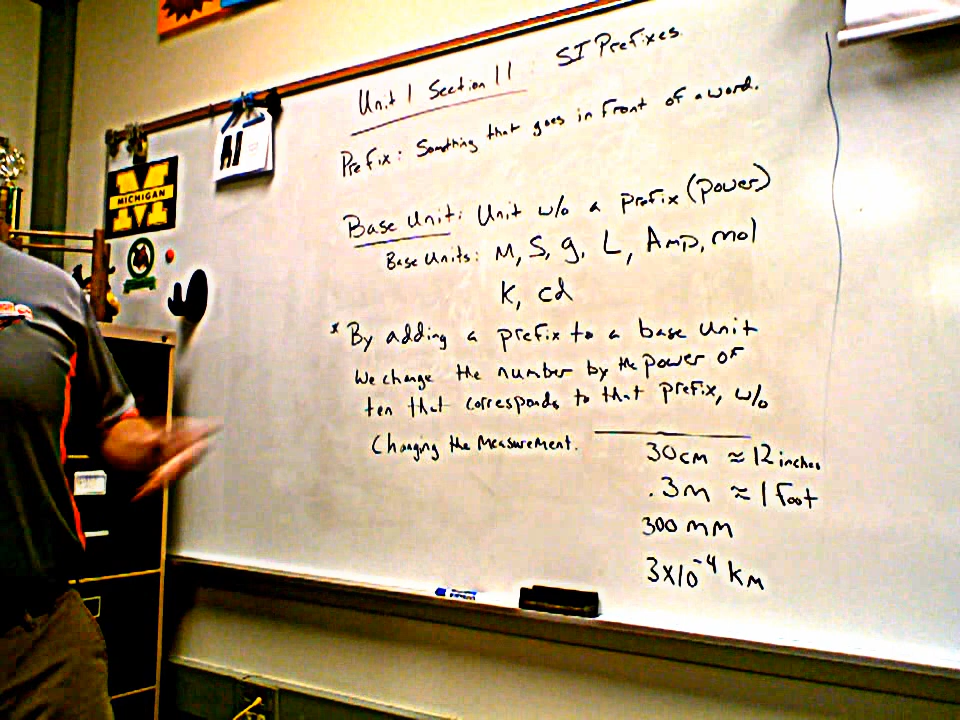 Unit 1 Section 11 : SI Prefixes
Prefix: Something that goes in front of a word.
Base Unit: Unit w/o a prefix (power)
Base Units: M, S, g, L, Amp, mol
K, cd
* By adding a prefix to a base unit
We change the number by the power of
ten that corresponds to that prefix, w/o
Changing the Measurement.
30cm ≈ 12 inches
.3m ≈ 1 foot
300 mm
3x10⁻⁴ Km
M
MICHIGAN
A1